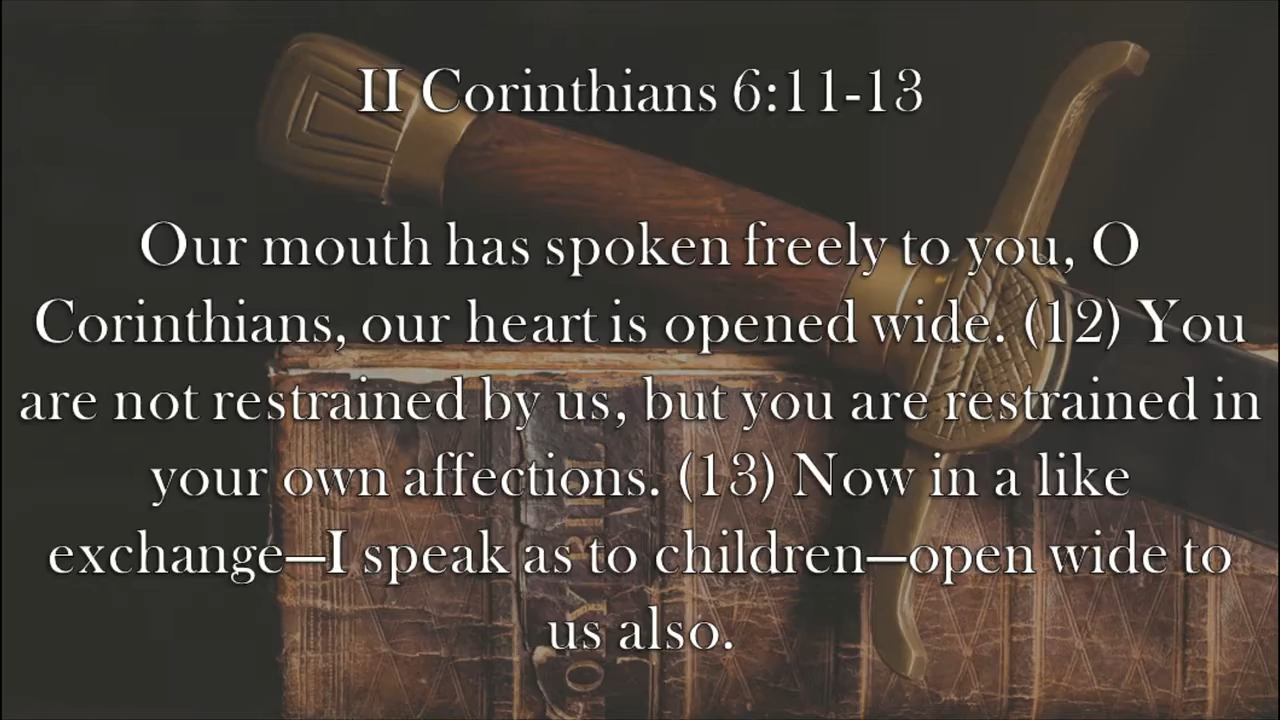 II Corinthians 6:11-13
Our mouth has spoken freely to you, O
Corinthians, our heart is opened wide. (12) You
are not restrained by us, but you are restrained in
your own affections. (13) Now in a like
exchange—I speak as to children—open wide to
us also.